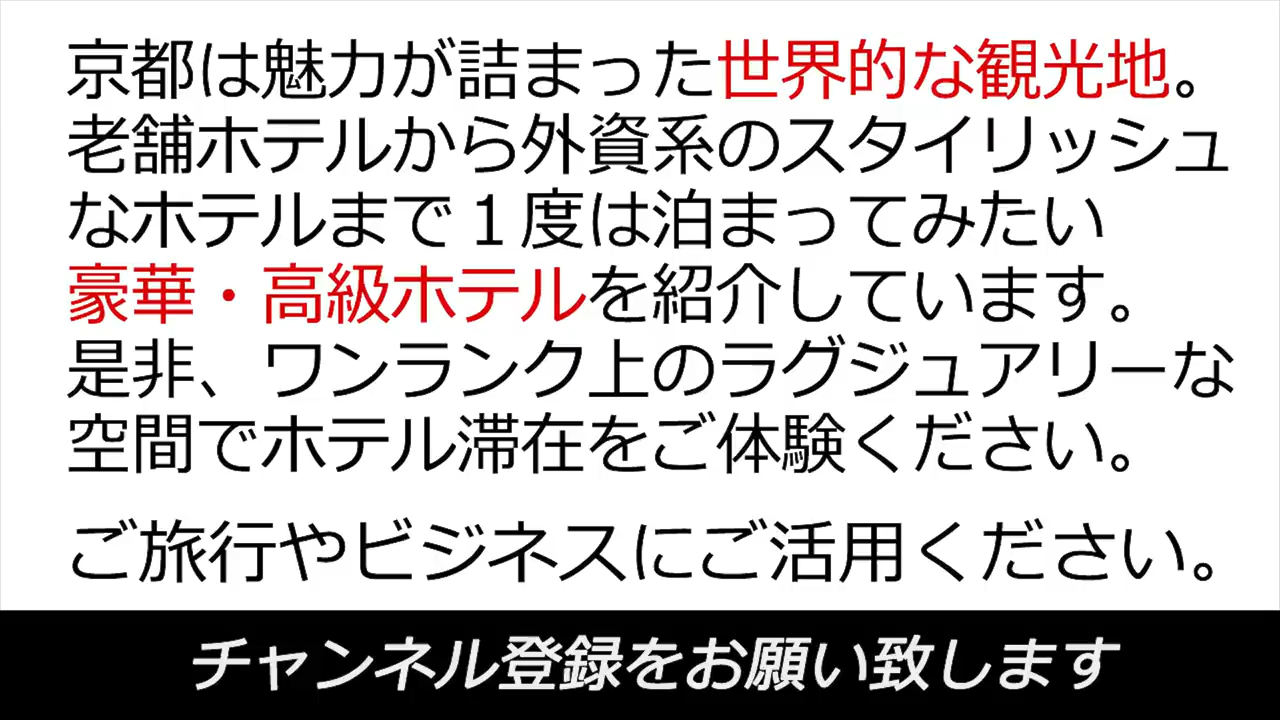 京都は魅力が詰まった世界的な観光地。
老舗ホテルから外資系のスタイリッシュ
なホテルまで１度は泊まってみたい
豪華・高級ホテルを紹介しています。
是非、ワンランク上のラグジュアリーな
空間でホテル滞在をご体験ください。
ご旅行やビジネスにご活用ください。
チャンネル登録をお願い致します